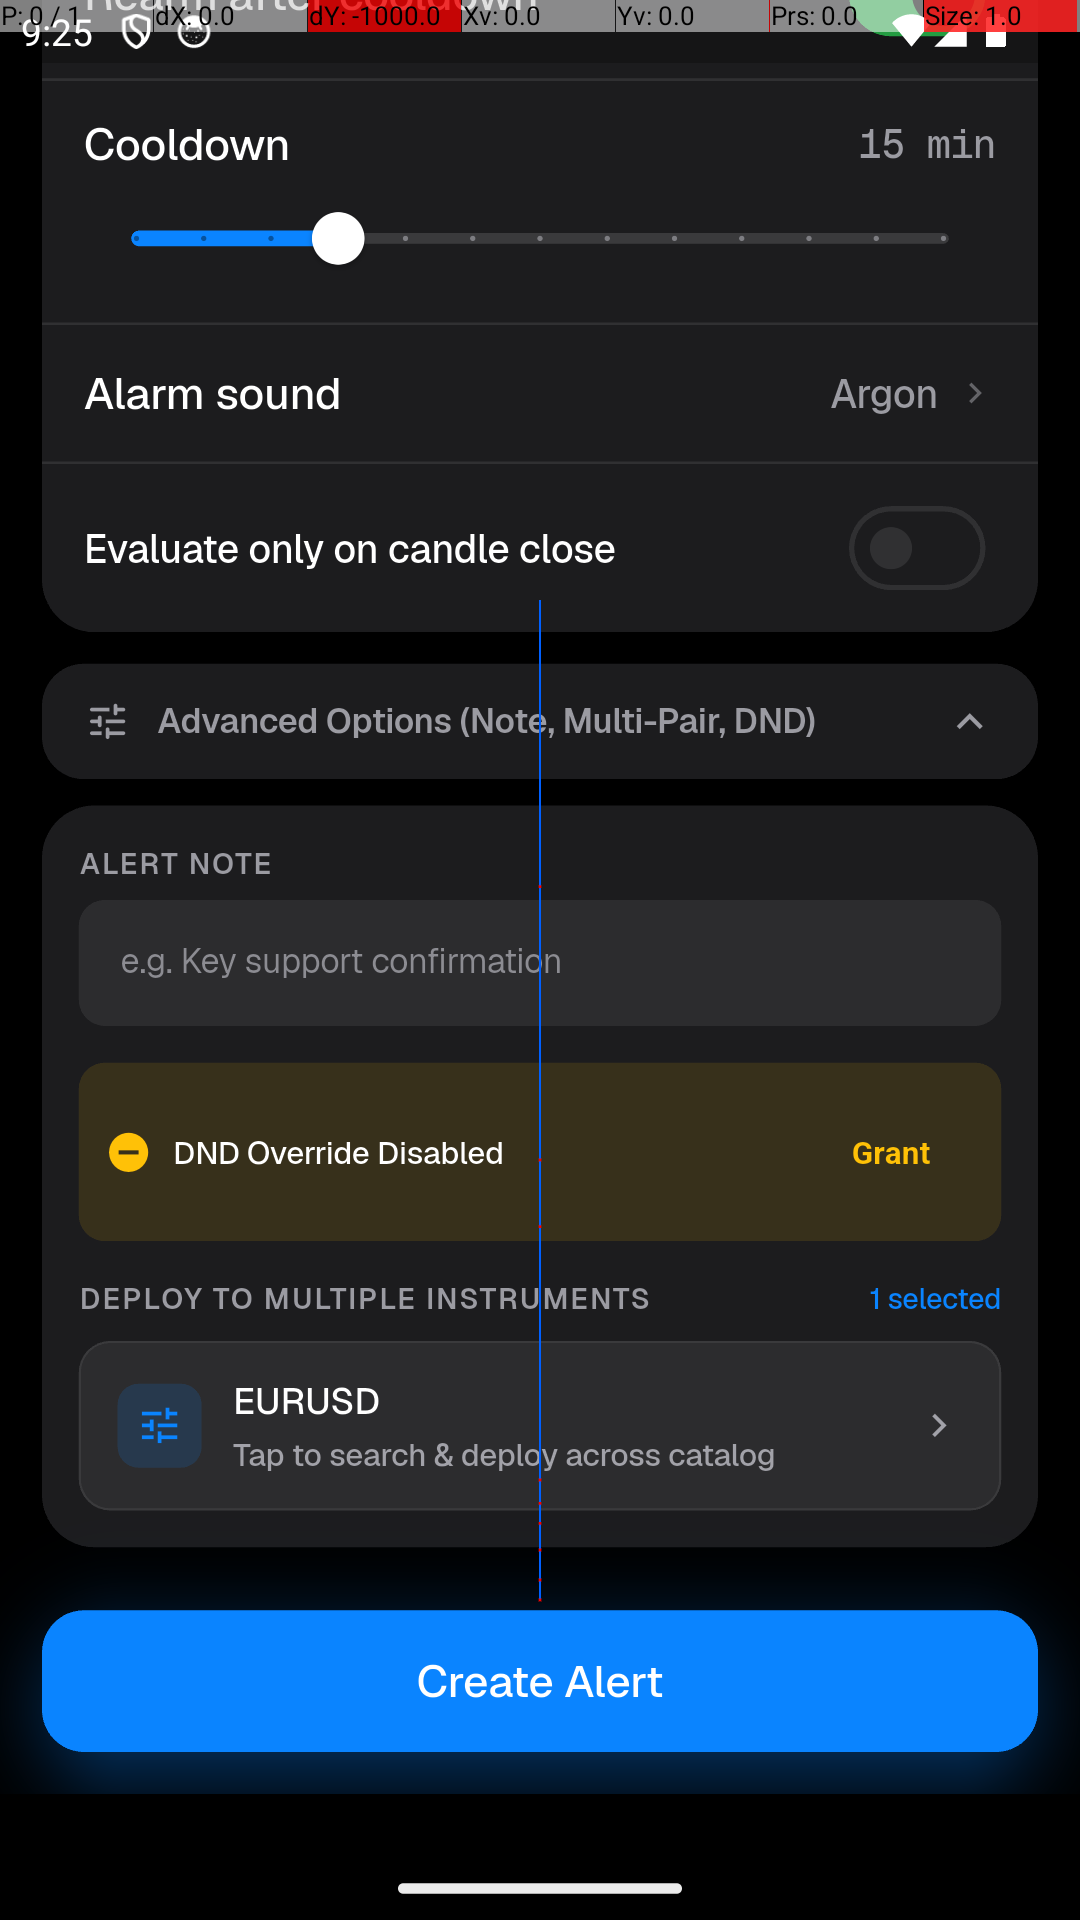 P: 0 / 1 dX: 0.0 dY: -1000.0 Xv: 0.0 Yv: 0.0 Prs: 0.0 Size: 1.0
Rearm after cooldown
9:25
Cooldown 15 min
Alarm sound Argon
Evaluate only on candle close
Advanced Options (Note, Multi-Pair, DND)
ALERT NOTE
e.g. Key support confirmation
DND Override Disabled Grant
DEPLOY TO MULTIPLE INSTRUMENTS 1 selected
EURUSD
Tap to search & deploy across catalog
Create Alert